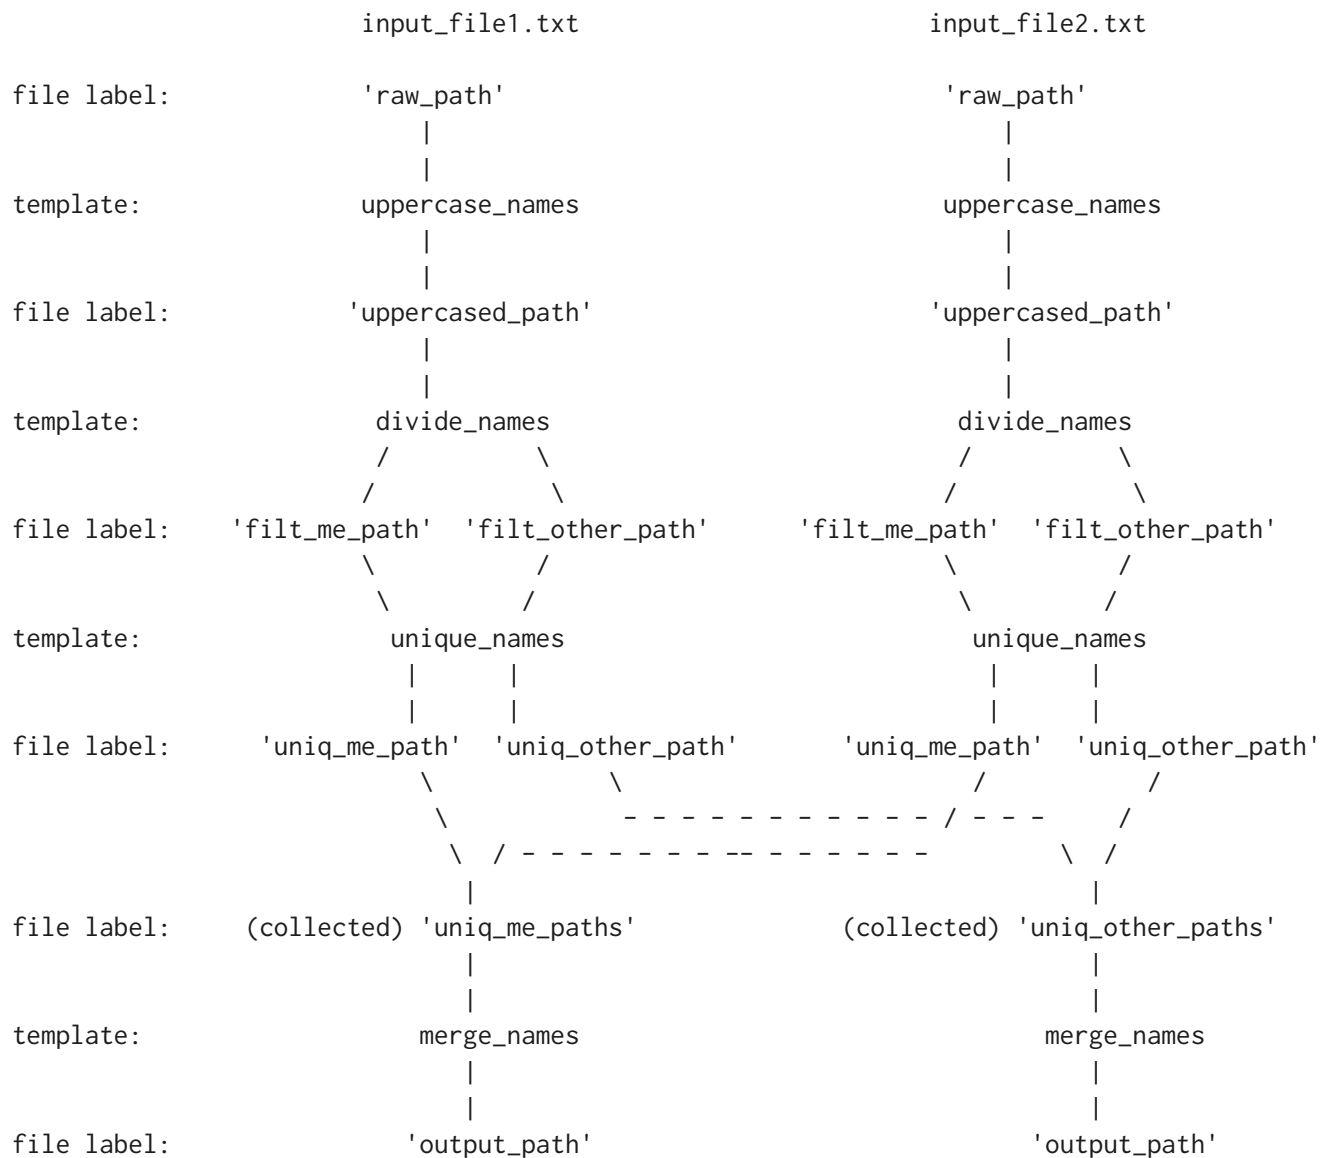 input_file1.txt input_file2.txt
file label: 'raw_path' 'raw_path'
| |
| |
template: uppercase_names uppercase_names
| |
| |
file label: 'uppercased_path' 'uppercased_path'
| |
| |
template: divide_names divide_names
/ \ / \
/ \ / \
file label: 'filt_me_path' 'filt_other_path' 'filt_me_path' 'filt_other_path'
\ / \ /
\ / \ /
template: unique_names unique_names
| | | |
| | | |
file label: 'uniq_me_path' 'uniq_other_path' 'uniq_me_path' 'uniq_other_path'
\ \ / /
\ - - - - - - - - - - - / - - - /
\ / - - - - - - - -- - - - - - - \ /
| |
file label: (collected) 'uniq_me_paths' (collected) 'uniq_other_paths'
| |
| |
template: merge_names merge_names
| |
| |
file label: 'output_path' 'output_path'